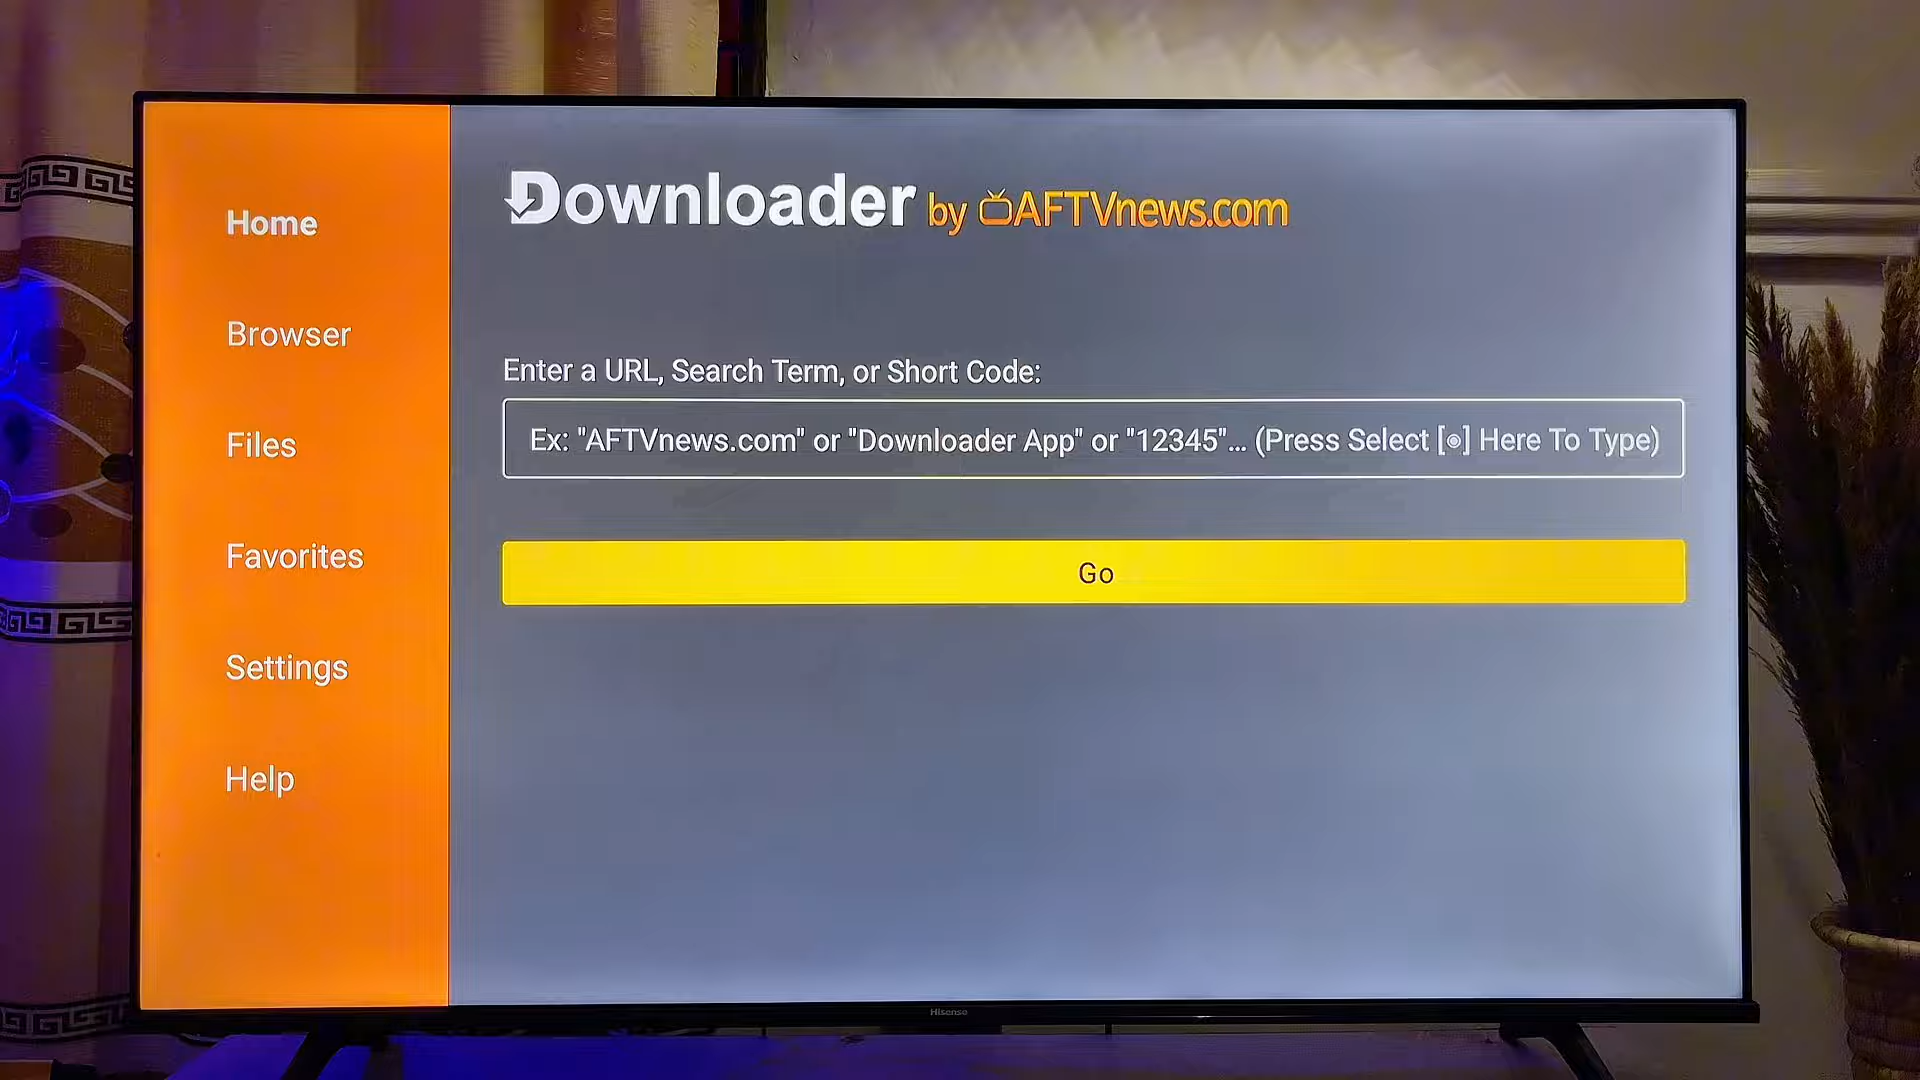 Home
Browser
Files
Favorites
Settings
Help
Downloader by AFTVnews.com
Enter a URL, Search Term, or Short Code:
Ex: "AFTVnews.com" or "Downloader App" or "12345"... (Press Select [◉] Here To Type)
Go
Hisense